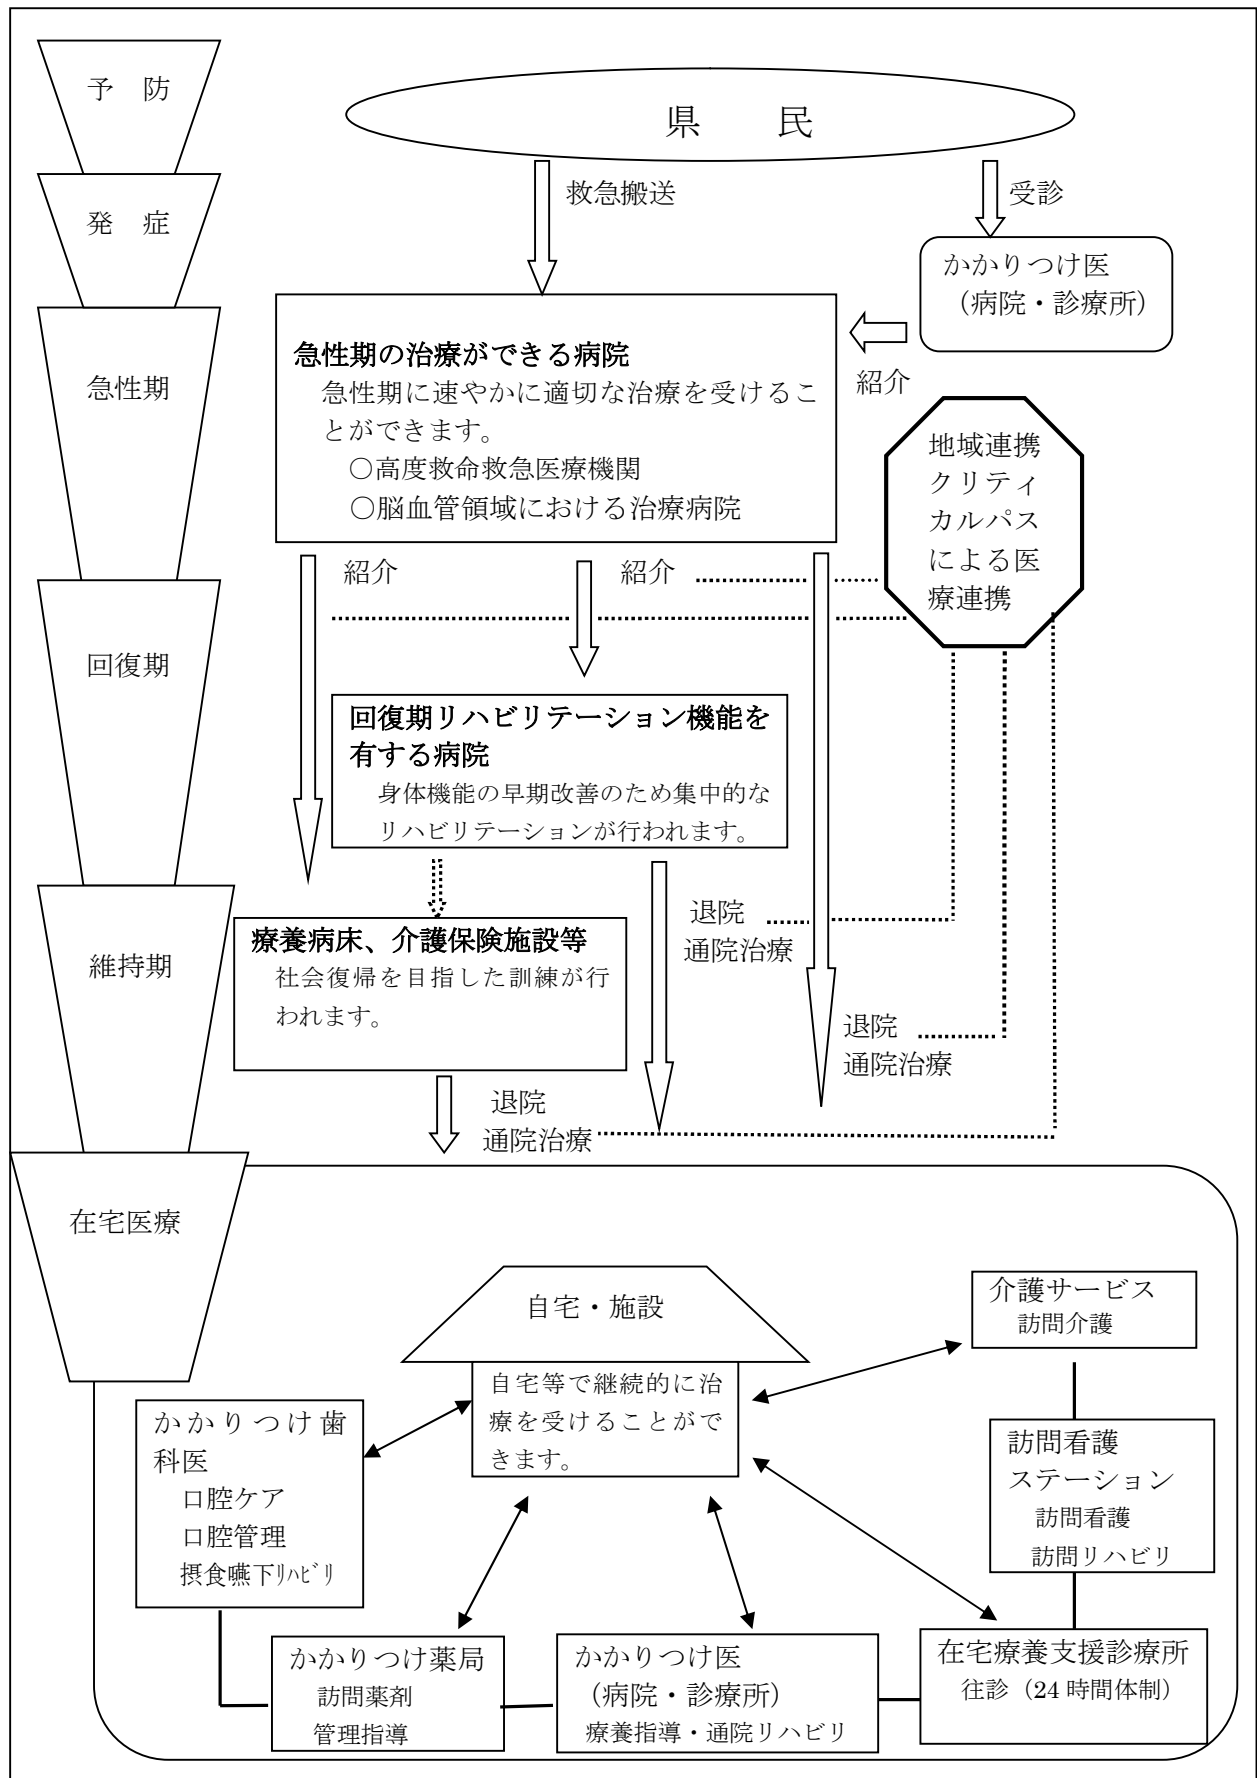 予　防
県　　民
救急搬送
受診
発　症
かかりつけ医
（病院・診療所）
紹介
急性期
急性期の治療ができる病院
急性期に速やかに適切な治療を受けるこ
とができます。
○高度救命救急医療機関
○脳血管領域における治療病院
地域連携
クリティ
カルパス
による医
療連携
紹介
紹介
回復期
回復期リハビリテーション機能を
有する病院
身体機能の早期改善のため集中的な
リハビリテーションが行われます。
維持期
療養病床、介護保険施設等
社会復帰を目指した訓練が行
われます。
退院
通院治療
退院
通院治療
退院
通院治療
在宅医療
自宅・施設
自宅等で継続的に治
療を受けることがで
きます。
介護サービス
訪問介護
かかりつけ歯
科医
口腔ケア
口腔管理
摂食嚥下ﾘﾊﾋﾞﾘ
訪問看護
ステーション
訪問看護
訪問リハビリ
かかりつけ薬局
訪問薬剤
管理指導
かかりつけ医
（病院・診療所）
療養指導・通院リハビリ
在宅療養支援診療所
往診（24 時間体制）